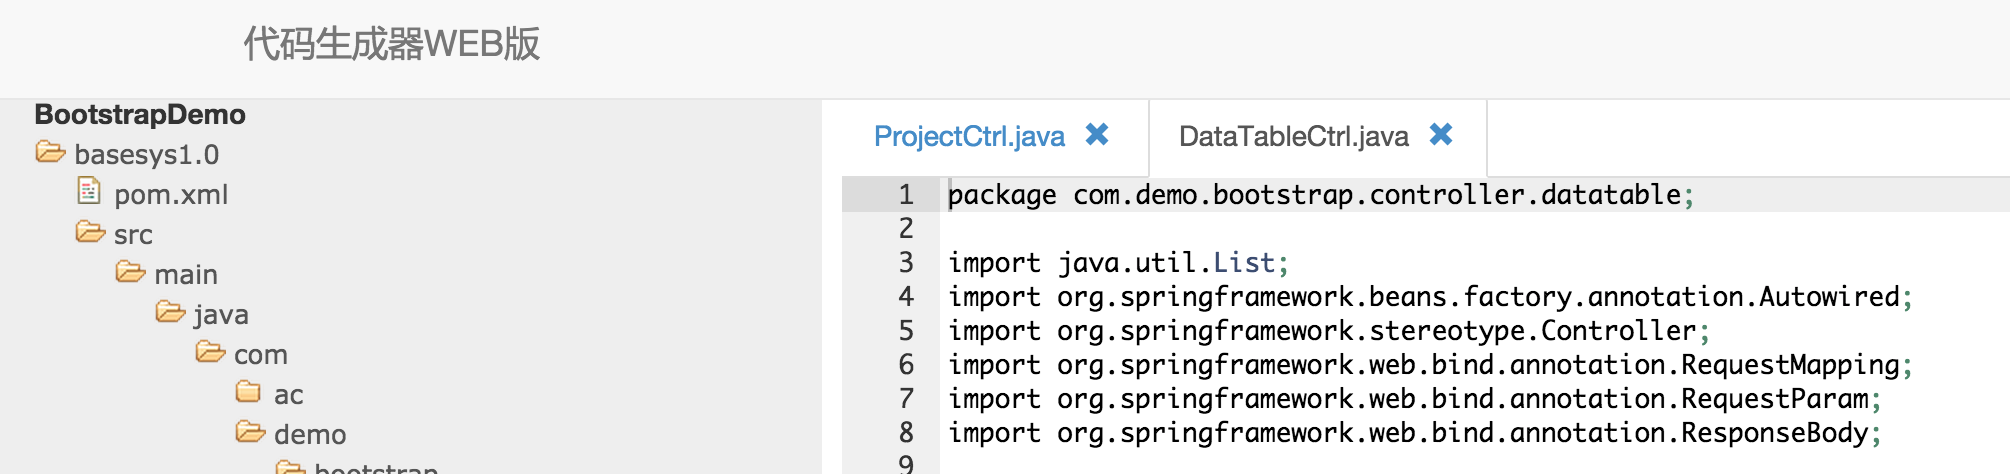 代码生成器WEB版
BootstrapDemo
basesys1.0
pom.xml
src
main
java
com
ac
demo
bootstrap
ProjectCtrl.java
DataTableCtrl.java
1 package com.demo.bootstrap.controller.datatable;
2
3 import java.util.List;
4 import org.springframework.beans.factory.annotation.Autowired;
5 import org.springframework.stereotype.Controller;
6 import org.springframework.web.bind.annotation.RequestMapping;
7 import org.springframework.web.bind.annotation.RequestParam;
8 import org.springframework.web.bind.annotation.ResponseBody;
9